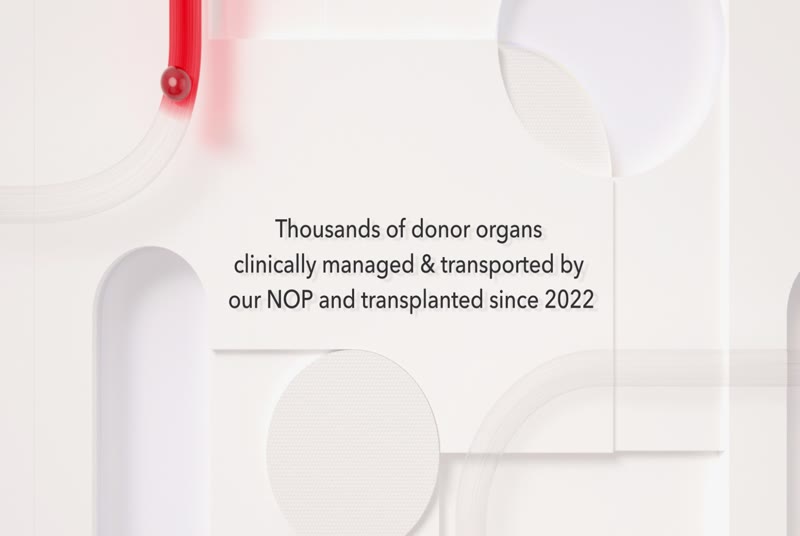 Thousands of donor organs
clinically managed & transported by
our NOP and transplanted since 2022